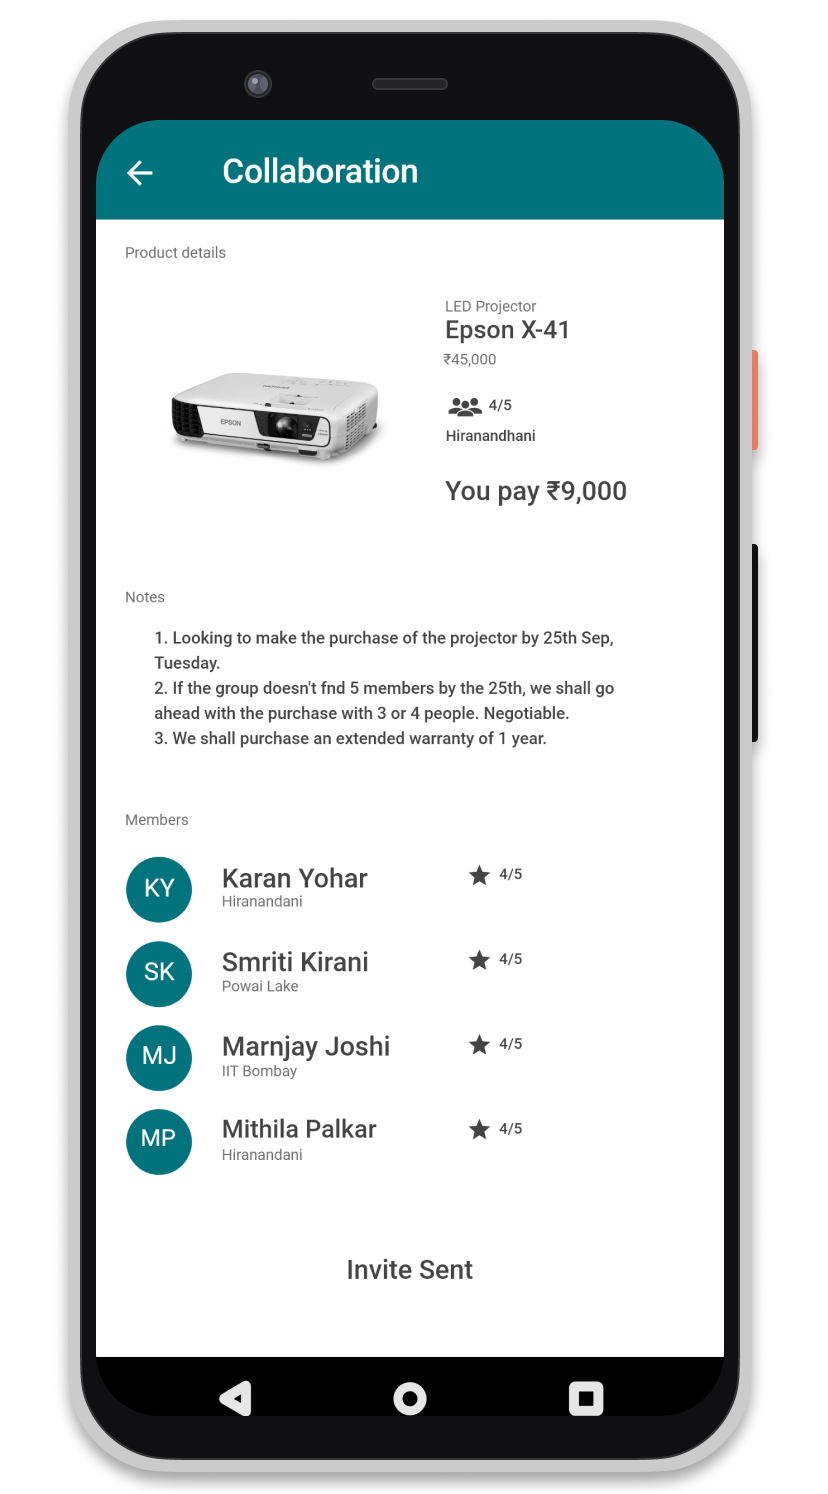 Collaboration
Product details
LED Projector
Epson X-41
₹45,000
EPSON
4/5
Hiranandhani
You pay ₹9,000
Notes
1. Looking to make the purchase of the projector by 25th Sep,
Tuesday.
2. If the group doesn't fnd 5 members by the 25th, we shall go
ahead with the purchase with 3 or 4 people. Negotiable.
3. We shall purchase an extended warranty of 1 year.
Members
KY
Karan Yohar
4/5
Hiranandani
SK
Smriti Kirani
4/5
Powai Lake
MJ
Marnjay Joshi
4/5
IIT Bombay
MP
Mithila Palkar
4/5
Hiranandani
Invite Sent